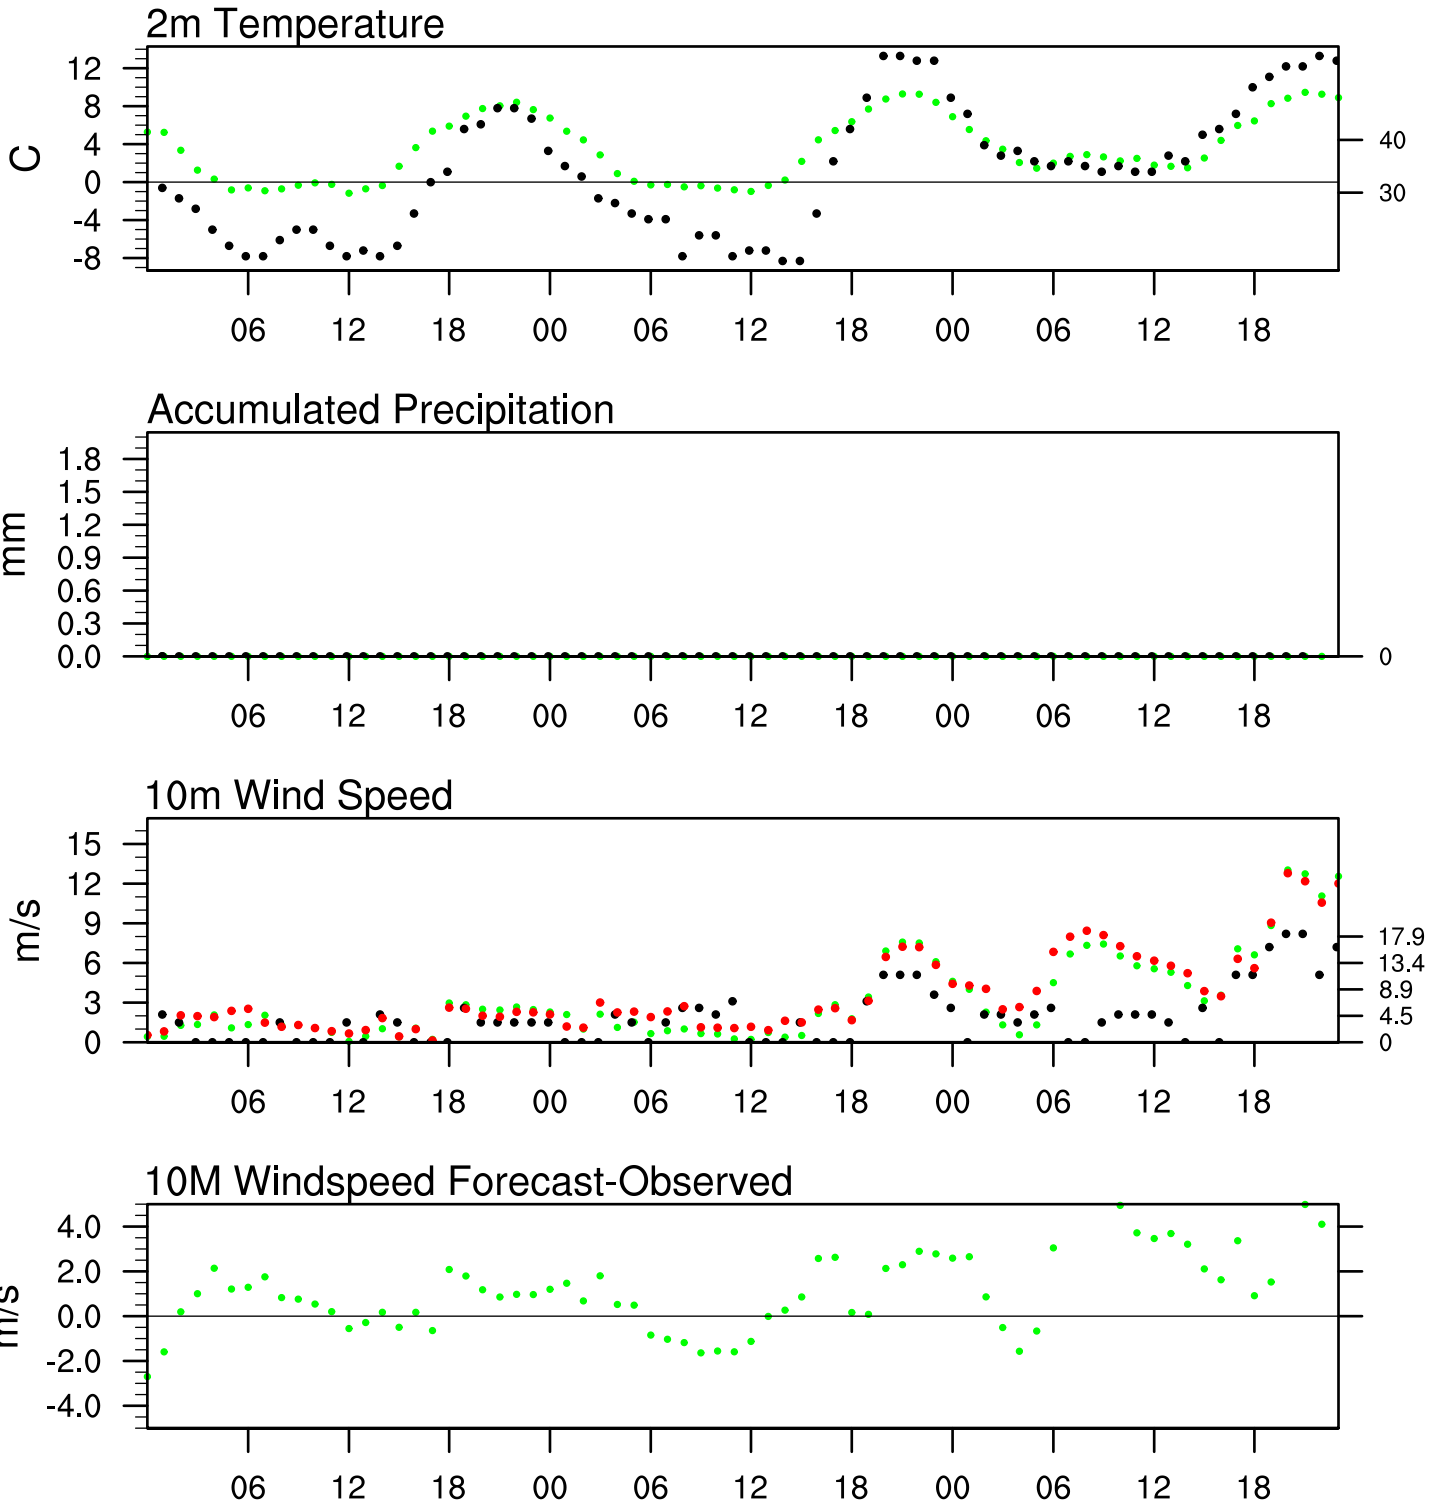 2m Temperature
12
8
4
0
-4
-8
C
40
30
06 12 18 00 06 12 18 00 06 12 18
Accumulated Precipitation
1.8
1.5
1.2
0.9
0.6
0.3
0.0
mm
0
06 12 18 00 06 12 18 00 06 12 18
10m Wind Speed
15
12
9
6
3
0
m/s
17.9
13.4
8.9
4.5
0
06 12 18 00 06 12 18 00 06 12 18
10M Windspeed Forecast-Observed
4.0
2.0
0.0
-2.0
-4.0
m/s
06 12 18 00 06 12 18 00 06 12 18